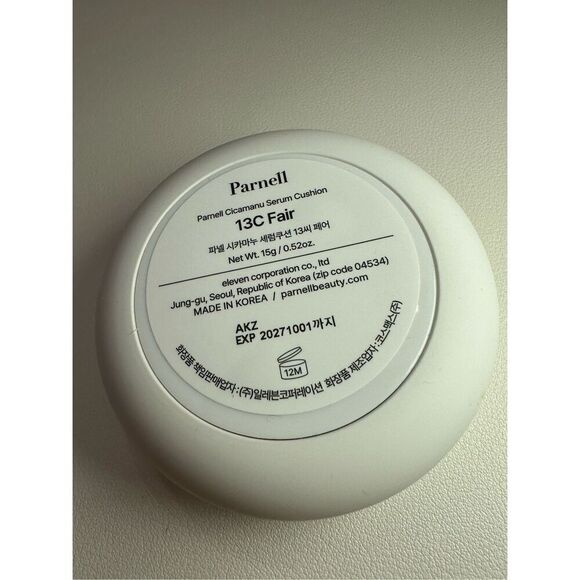 Parnell
Parnell Cicamanu Serum Cushion
13C Fair
파넬 시카마누 세럼쿠션 13씨 페어
Net Wt. 15g / 0.52oz.
eleven corporation co., ltd
Jung-gu, Seoul, Republic of Korea (zip code 04534)
MADE IN KOREA / parnellbeauty.com
AKZ
EXP 20271001까지
12M
화장품 책임판매업자 : (주)일레븐코퍼레이션 화장품 제조업자 : 코스맥스(주)